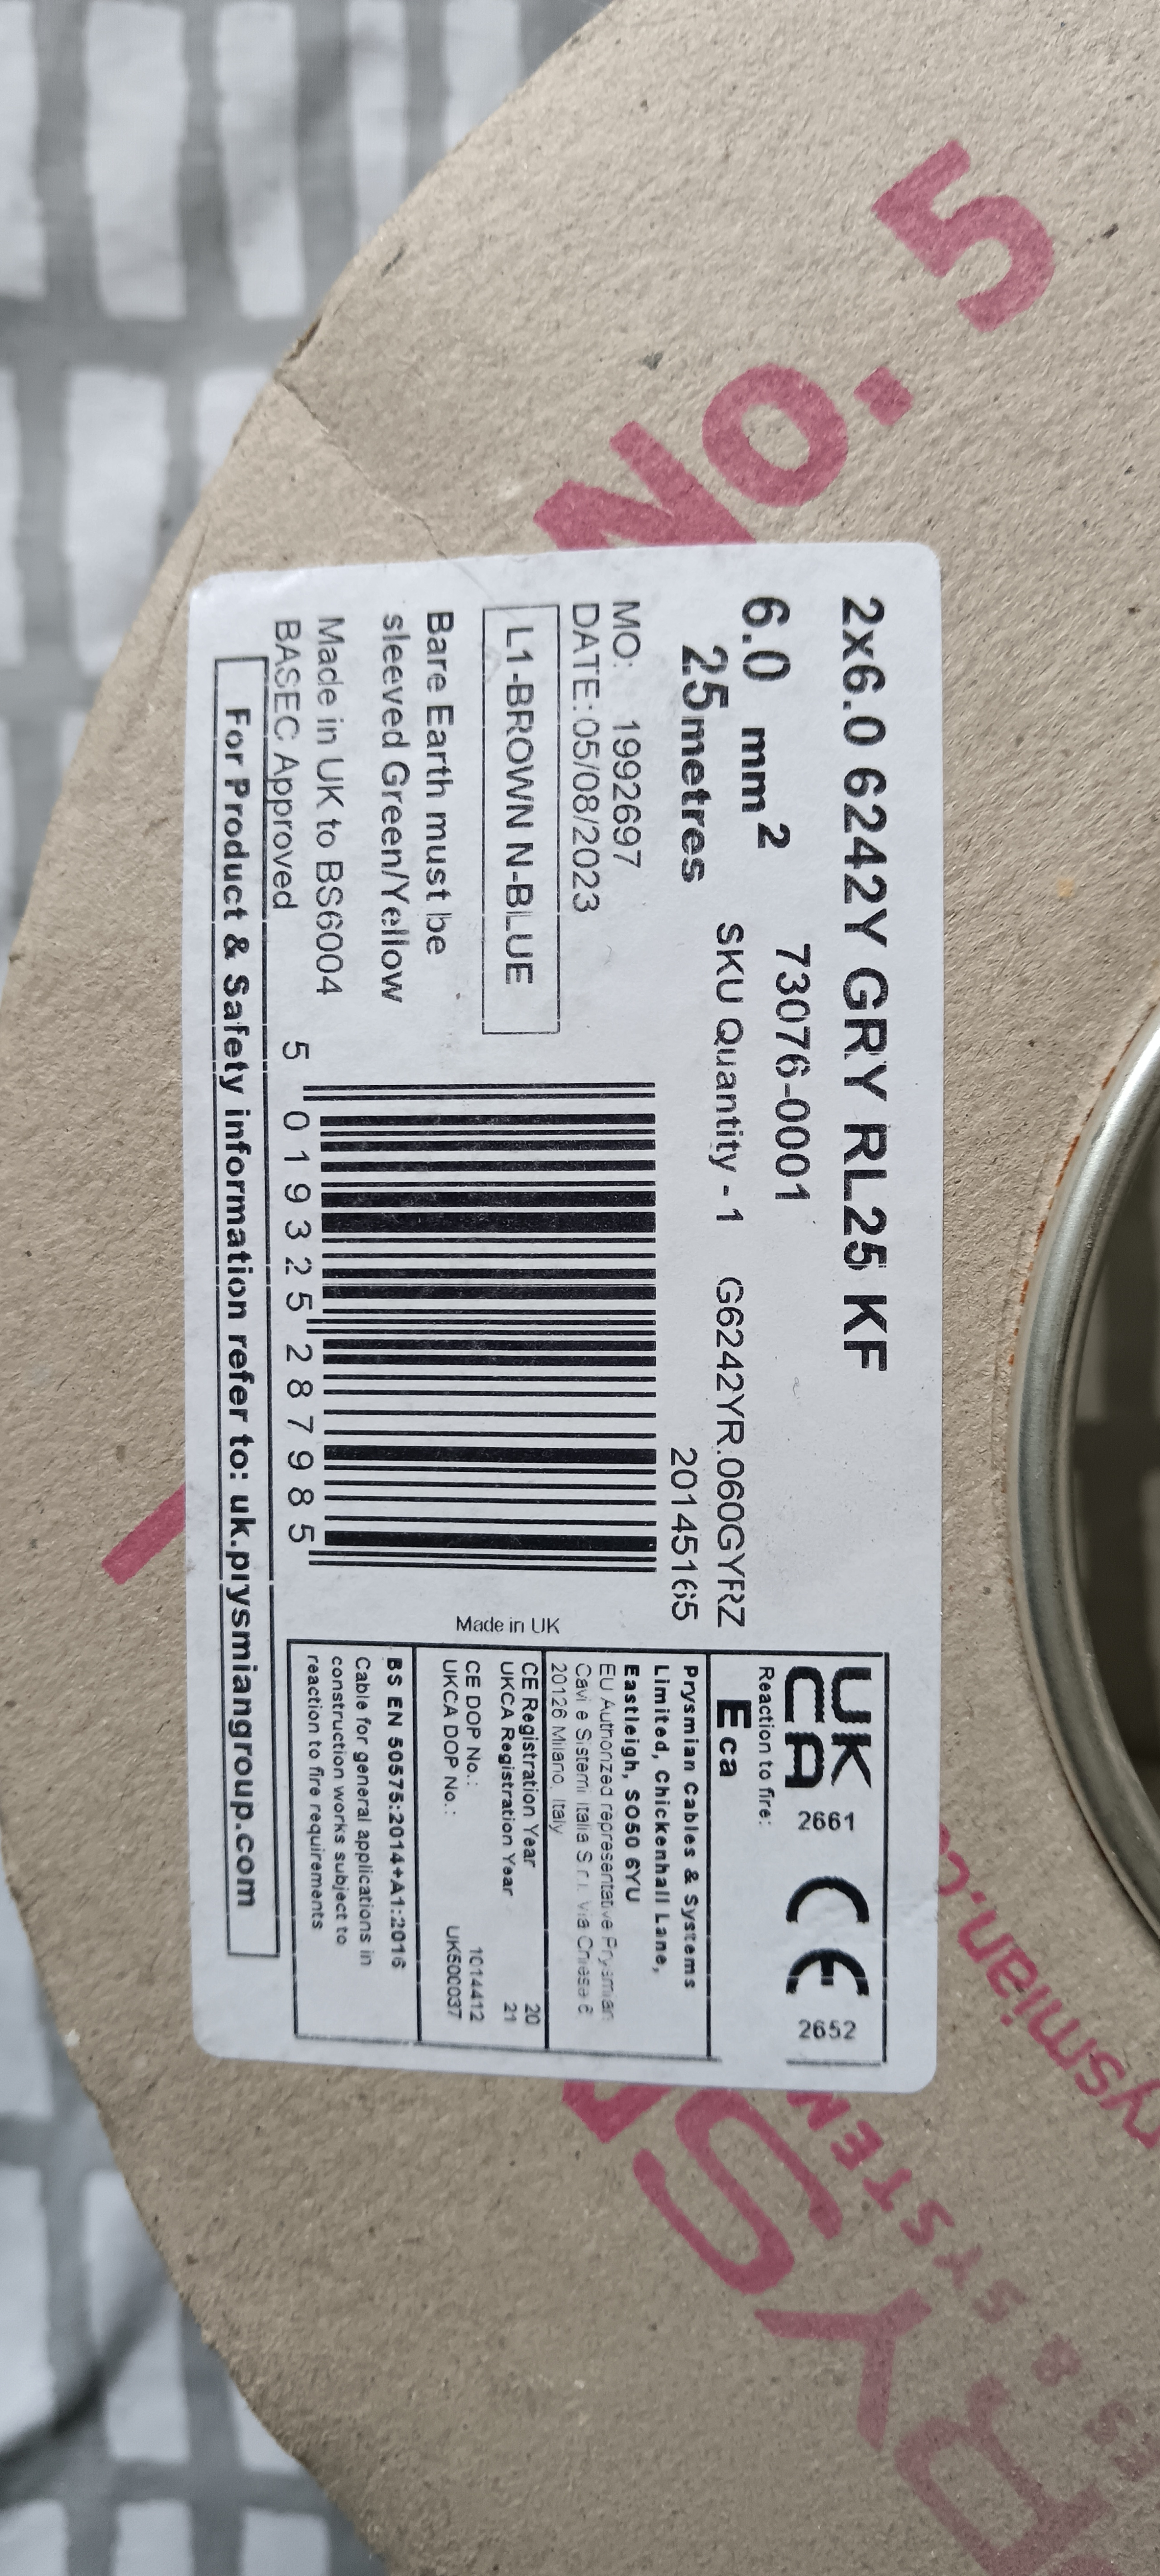 No. 5
2x6.0 6242Y GRY RL25 KF
73076-0001
6.0 mm²
SKU Quantity - 1 G6242YR.060GYRZ
25metres
20145165
MO: 1992697
DATE: 05/08/2023
L1-BROWN N-BLUE
Bare Earth must be
sleeved Green/Yellow
Made in UK to BS6004
BASEC Approved
5 019325 287985
Made in UK
For Product & Safety information refer to: uk.prysmiangroup.com
UK
CA
2661
CE
2652
Reaction to fire:
Eca
Prysmian Cables & Systems
Limited, Chickenhall Lane,
Eastleigh, SO50 6YU
EU Authorized representative Prysmian
Cavi e Sistemi Italia S.r.l. Via Chiese 6
20126 Milano, Italy
CE Registration Year 20
UKCA Registration Year 21
CE DOP No.: 1014412
UKCA DOP No.: UK500037
BS EN 50575:2014+A1:2016
Cable for general applications in
construction works subject to
reaction to fire requirements